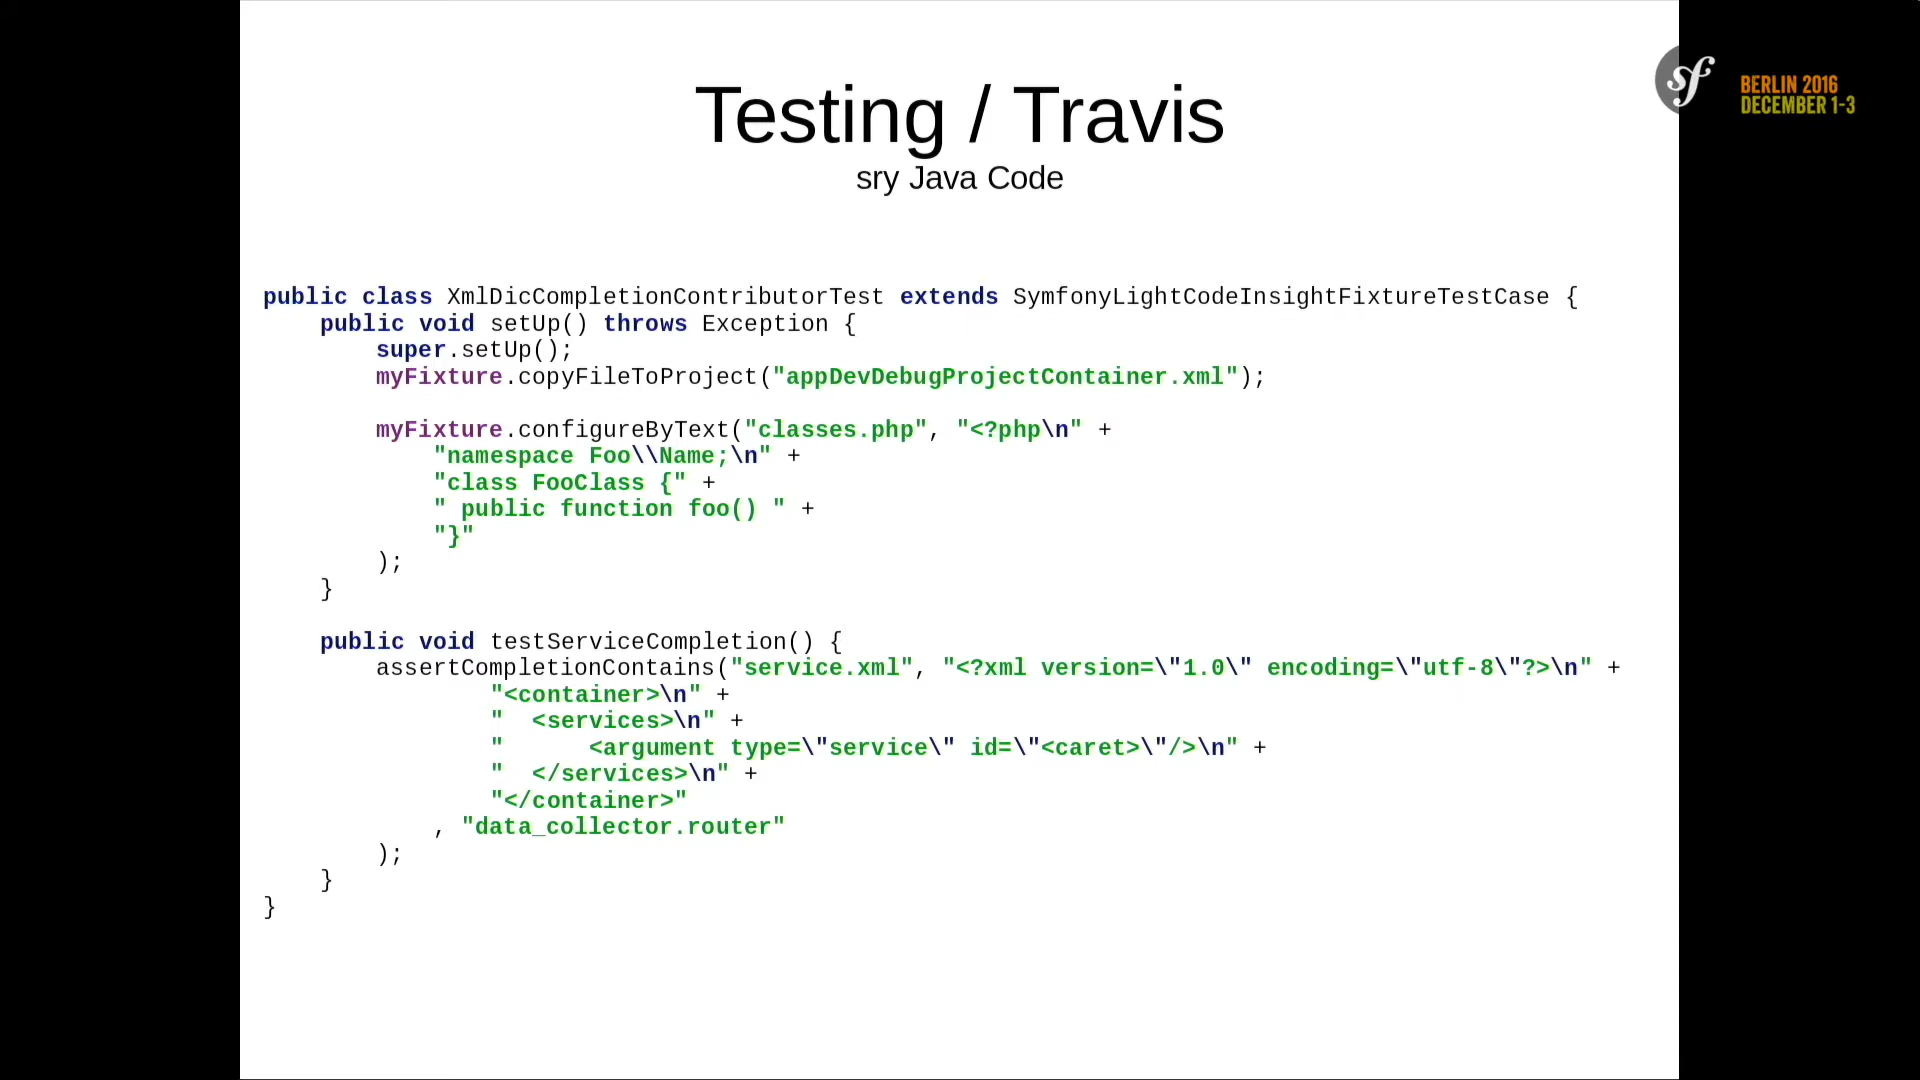 Testing / Travis
sry Java Code
sf
BERLIN 2016
DECEMBER 1-3
public class XmlDicCompletionContributorTest extends SymfonyLightCodeInsightFixtureTestCase {
    public void setUp() throws Exception {
        super.setUp();
        myFixture.copyFileToProject("appDevDebugProjectContainer.xml");
        myFixture.configureByText("classes.php", "<?php\n" +
            "namespace Foo\\Name;\n" +
            "class FooClass {" +
            " public function foo() " +
            "}"
        );
    }
    public void testServiceCompletion() {
        assertCompletionContains("service.xml", "<?xml version=\"1.0\" encoding=\"utf-8\"?>\n" +
                "<container>\n" +
                "  <services>\n" +
                "      <argument type=\"service\" id=\"<caret>\"/>\n" +
                "  </services>\n" +
                "</container>"
            , "data_collector.router"
        );
    }
}